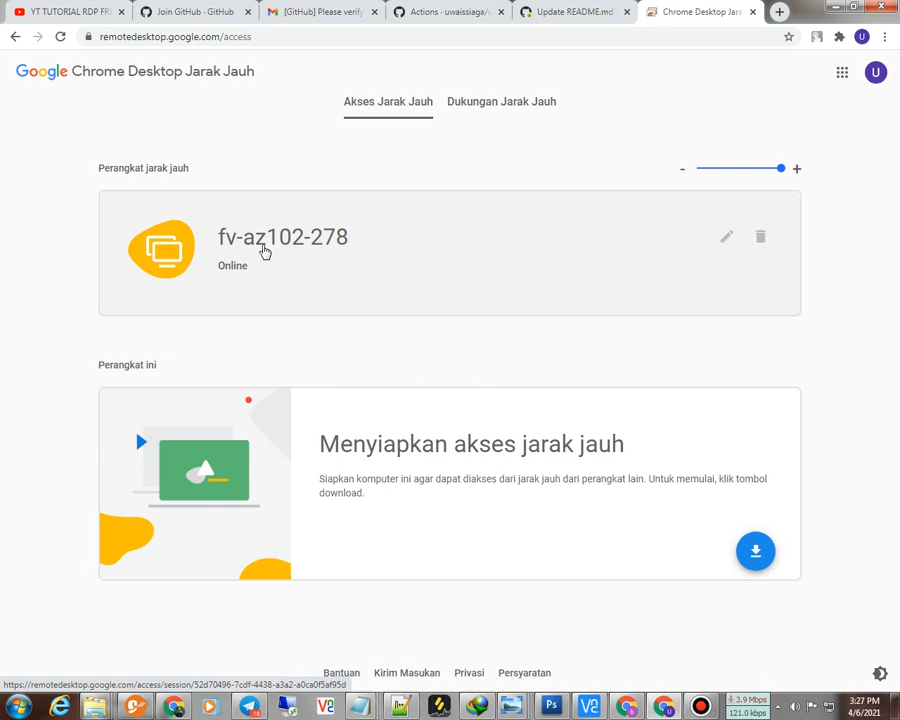 YT TUTORIAL RDP FR
Join GitHub · GitHub
[GitHub] Please verify
Actions · uwaissiaga/u
Update README.md
Chrome Desktop Jara
remotedesktop.google.com/access
U
Google Chrome Desktop Jarak Jauh
U
Akses Jarak Jauh
Dukungan Jarak Jauh
Perangkat jarak jauh
- +
fv-az102-278
Online
Perangkat ini
Menyiapkan akses jarak jauh
Siapkan komputer ini agar dapat diakses dari jarak jauh dari perangkat lain. Untuk memulai, klik tombol
download.
Bantuan
Kirim Masukan
Privasi
Persyaratan
https://remotedesktop.google.com/access/session/52d70496-7cdf-4438-a3a2-a0ca0f5af95d
Ps
3.9 Mbps
121.0 kbps
3:27 PM
4/6/2021